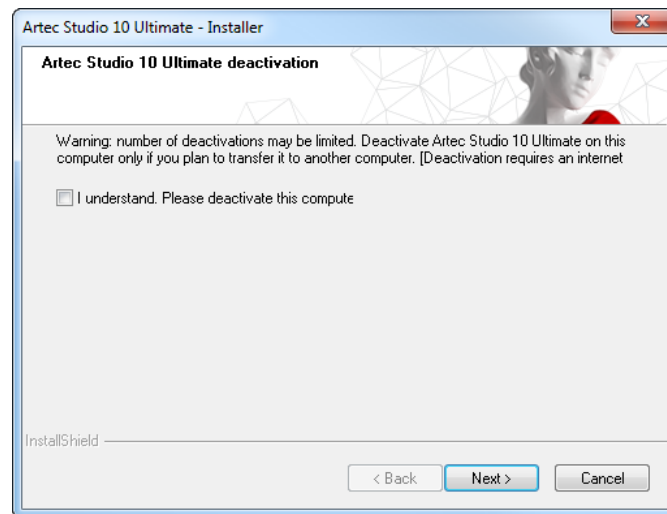 Artec Studio 10 Ultimate - Installer
Artec Studio 10 Ultimate deactivation
Warning: number of deactivations may be limited. Deactivate Artec Studio 10 Ultimate on this
computer only if you plan to transfer it to another computer. [Deactivation requires an internet
I understand. Please deactivate this compute
InstallShield
< Back
Next >
Cancel